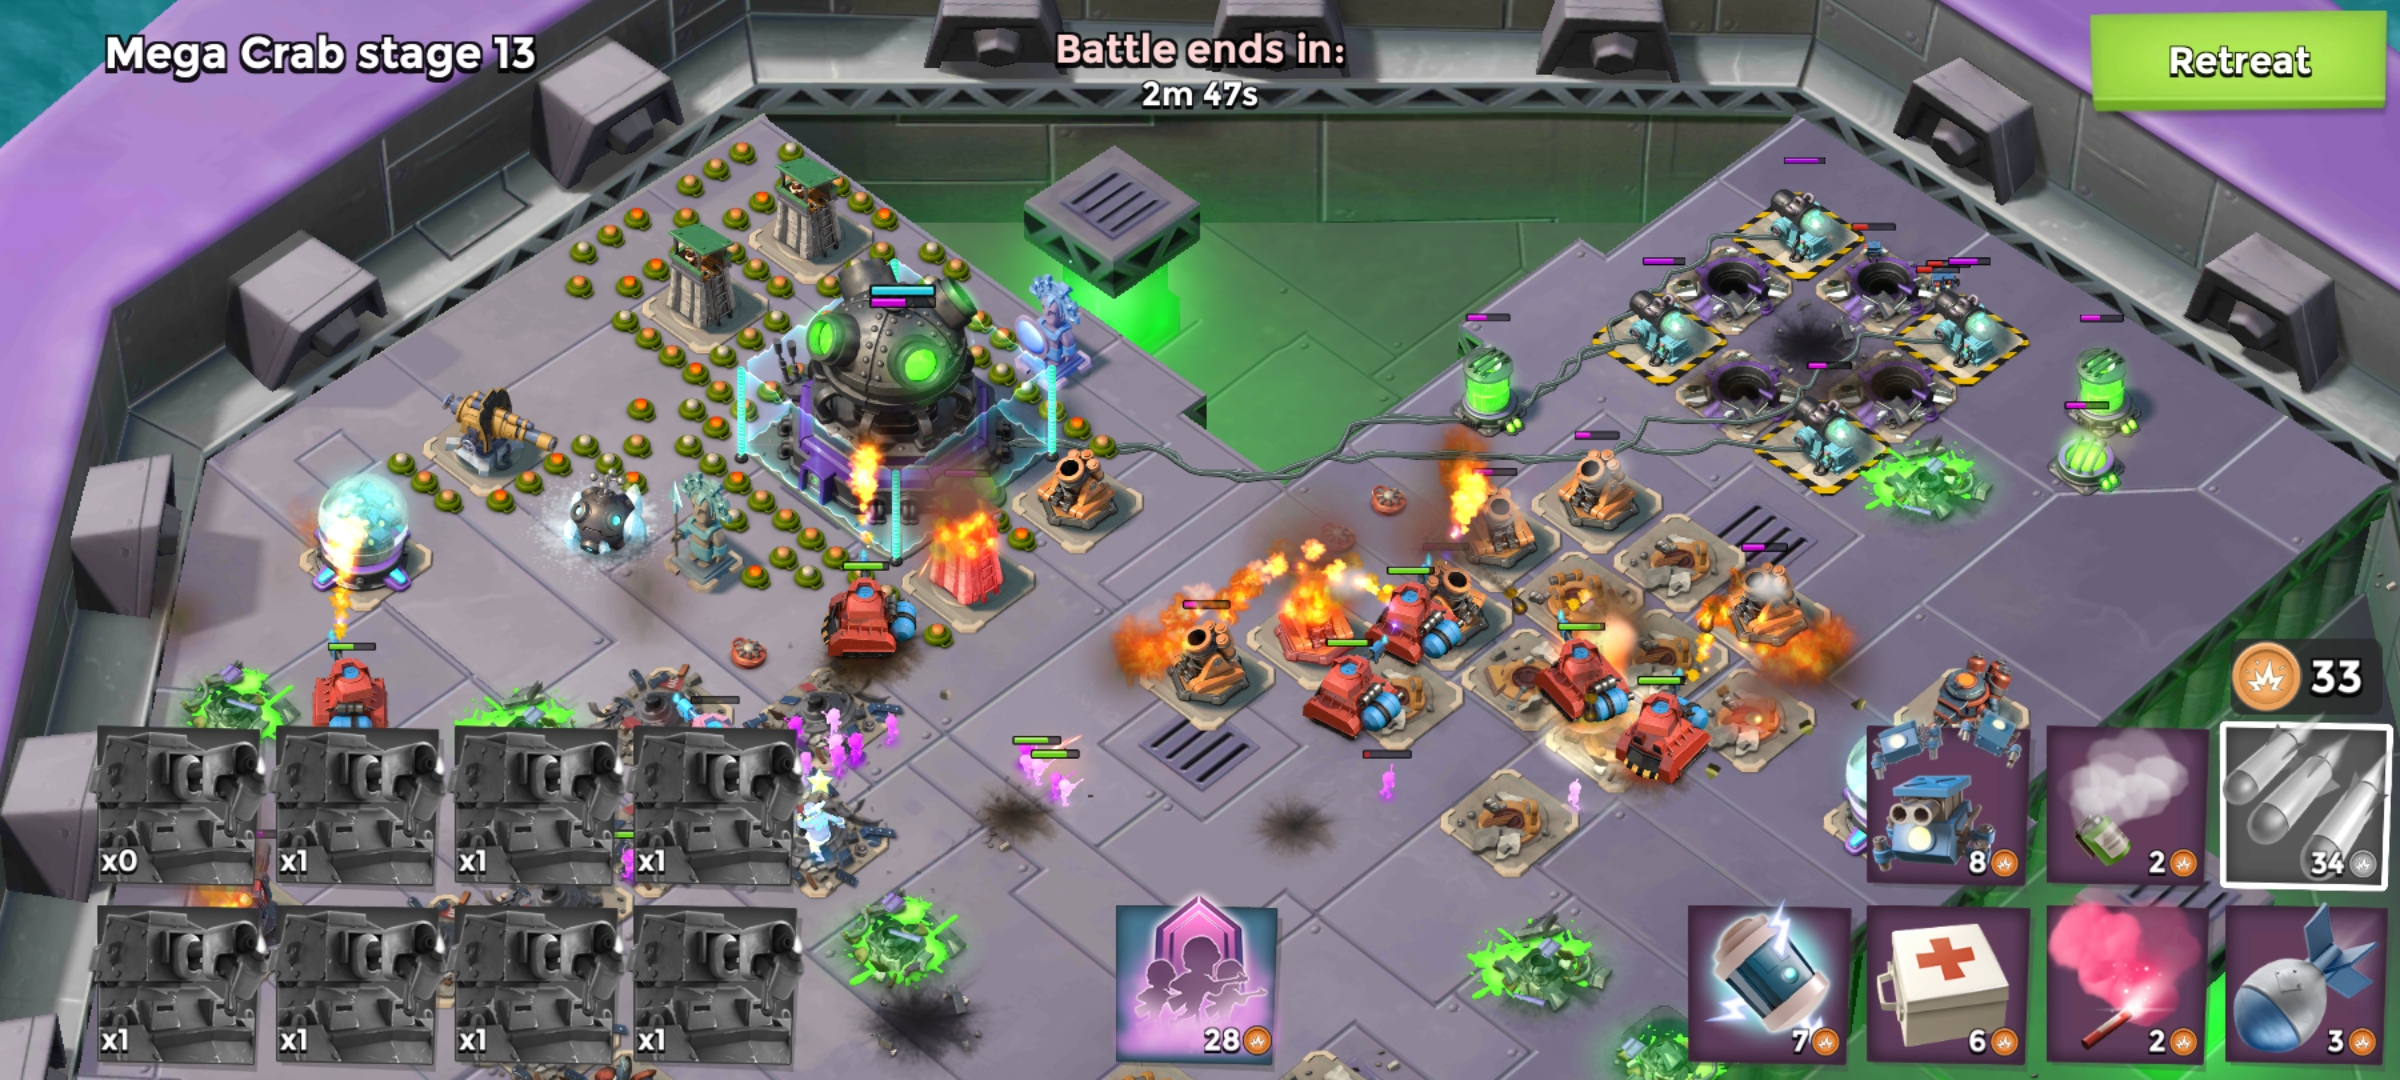 Mega Crab stage 13
Battle ends in:
2m 47s
Retreat
33
x0
x1
x1
x1
8
2
34
x1
x1
x1
x1
28
7
6
2
3